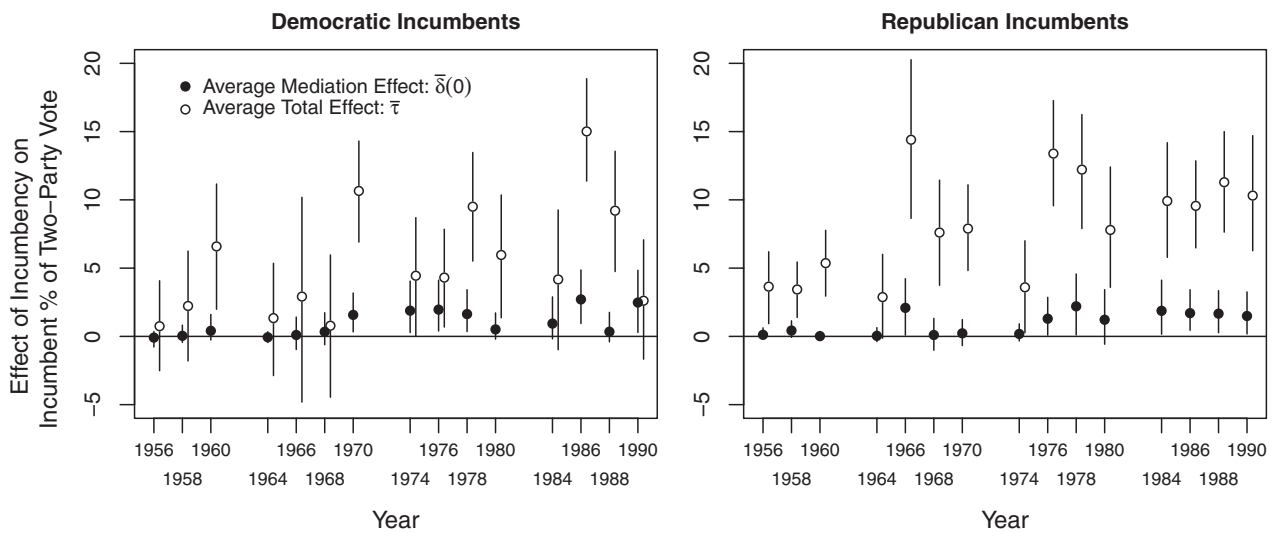 Democratic Incumbents
Republican Incumbents
Effect of Incumbency on
Incumbent % of Two−Party Vote
20
15
10
5
0
−5
Average Mediation Effect: δ̅(0)
Average Total Effect: τ̅
1956 1960 1966 1970 1976 1980 1986 1990
1958 1964 1968 1974 1978 1984 1988
Year
20
15
10
5
0
−5
1956 1960 1966 1970 1976 1980 1986 1990
1958 1964 1968 1974 1978 1984 1988
Year